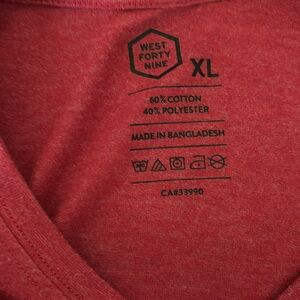 WEST
FORTY
NINE
XL
60% COTTON
40% POLYESTER
MADE IN BANGLADESH
CA#33990